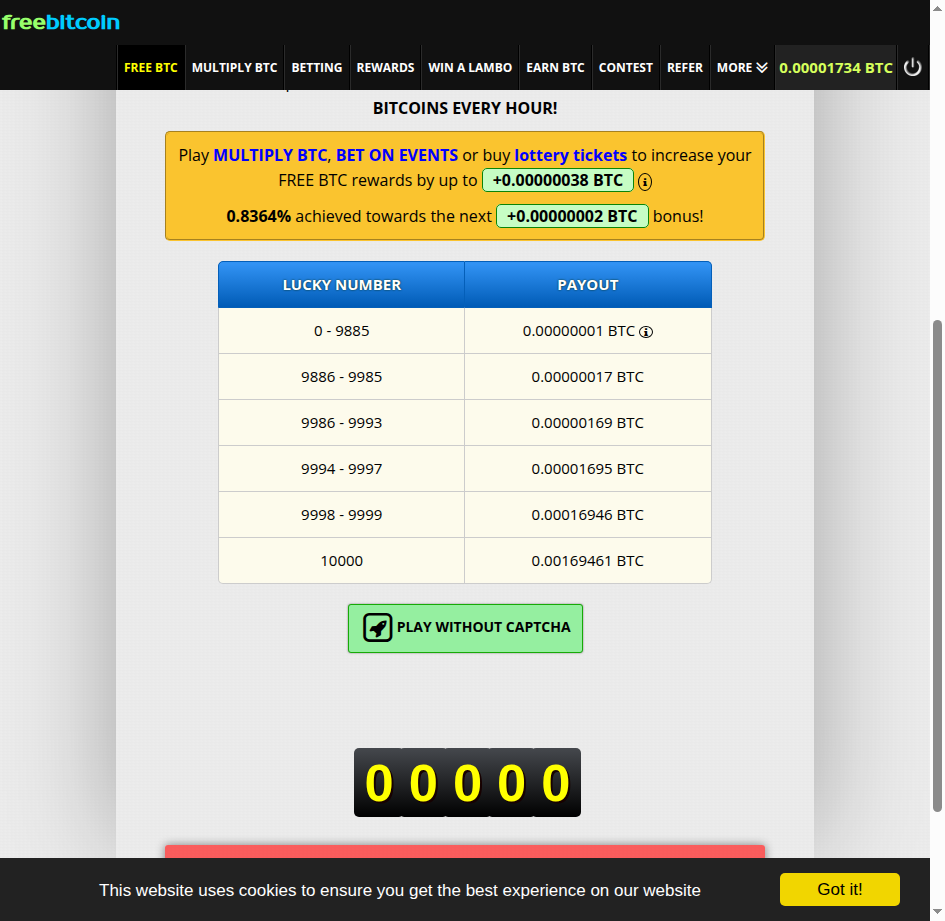 freebitcoin
FREE BTC MULTIPLY BTC BETTING REWARDS WIN A LAMBO EARN BTC CONTEST REFER MORE 0.00001734 BTC
BITCOINS EVERY HOUR!
Play MULTIPLY BTC, BET ON EVENTS or buy lottery tickets to increase your
FREE BTC rewards by up to +0.00000038 BTC
0.8364% achieved towards the next +0.00000002 BTC bonus!
LUCKY NUMBER PAYOUT
0 - 9885 0.00000001 BTC
9886 - 9985 0.00000017 BTC
9986 - 9993 0.00000169 BTC
9994 - 9997 0.00001695 BTC
9998 - 9999 0.00016946 BTC
10000 0.00169461 BTC
PLAY WITHOUT CAPTCHA
0 0 0 0 0
This website uses cookies to ensure you get the best experience on our website Got it!